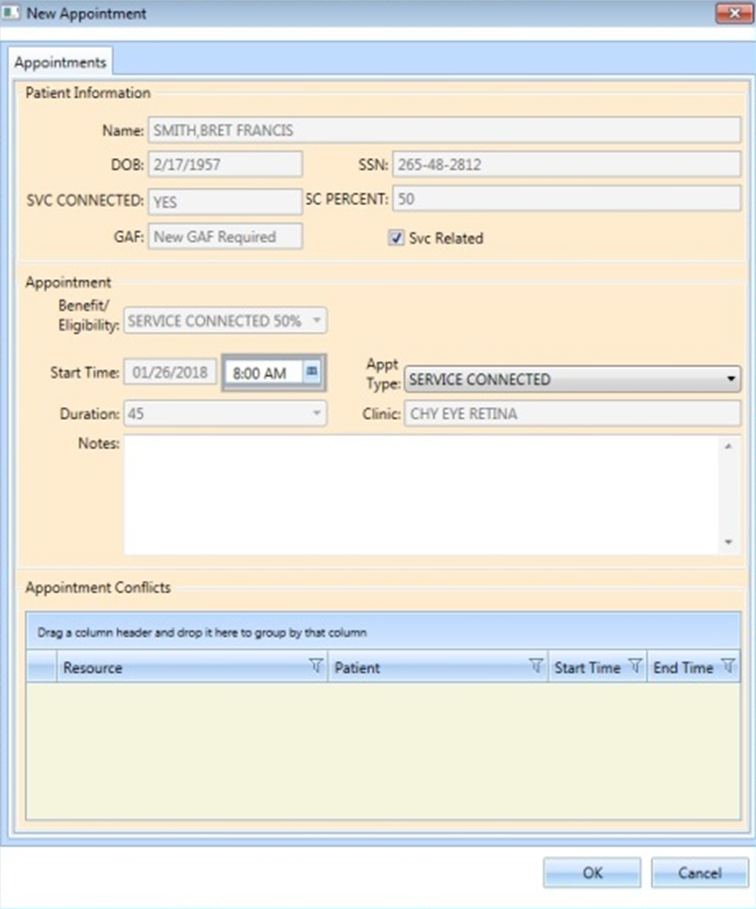 New Appointment
Appointments
Patient Information
Name: SMITH,BRET FRANCIS
DOB: 2/17/1957 SSN: 265-48-2812
SVC CONNECTED: YES SC PERCENT: 50
GAF: New GAF Required Svc Related
Appointment
Benefit/
Eligibility: SERVICE CONNECTED 50%
Start Time: 01/26/2018 8:00 AM Appt
Type: SERVICE CONNECTED
Duration: 45 Clinic: CHY EYE RETINA
Notes:
Appointment Conflicts
Drag a column header and drop it here to group by that column
Resource Patient Start Time End Time
OK Cancel